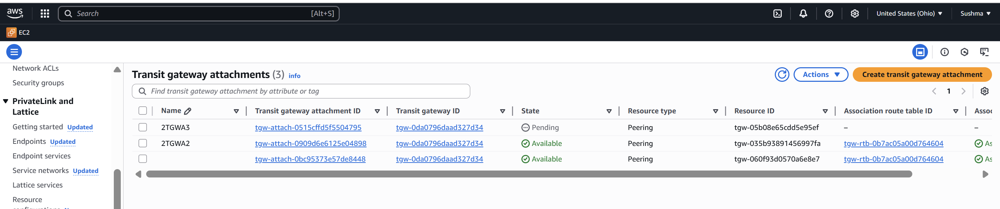 aws
Search [Alt+S]
United States (Ohio)
Sushma
EC2
Network ACLs
Security groups
PrivateLink and
Lattice
Getting started Updated
Endpoints Updated
Endpoint services
Service networks Updated
Lattice services
Resource
Transit gateway attachments (3) info
Actions
Create transit gateway attachment
Find transit gateway attachment by attribute or tag
1
Name Transit gateway attachment ID Transit gateway ID State Resource type Resource ID Association route table ID Assoc
2TGWA3 tgw-attach-0515cffd5f5504795 tgw-0da0796daad327d34 Pending Peering tgw-05b08e65cdd5e95ef – –
2TGWA2 tgw-attach-0909d6e6125e04898 tgw-0da0796daad327d34 Available Peering tgw-035b93891456997fa tgw-rtb-0b7ac05a00d764604 As
tgw-attach-0bc95373e57de8448 tgw-0da0796daad327d34 Available Peering tgw-060f93d0570a6e8e7 tgw-rtb-0b7ac05a00d764604 As